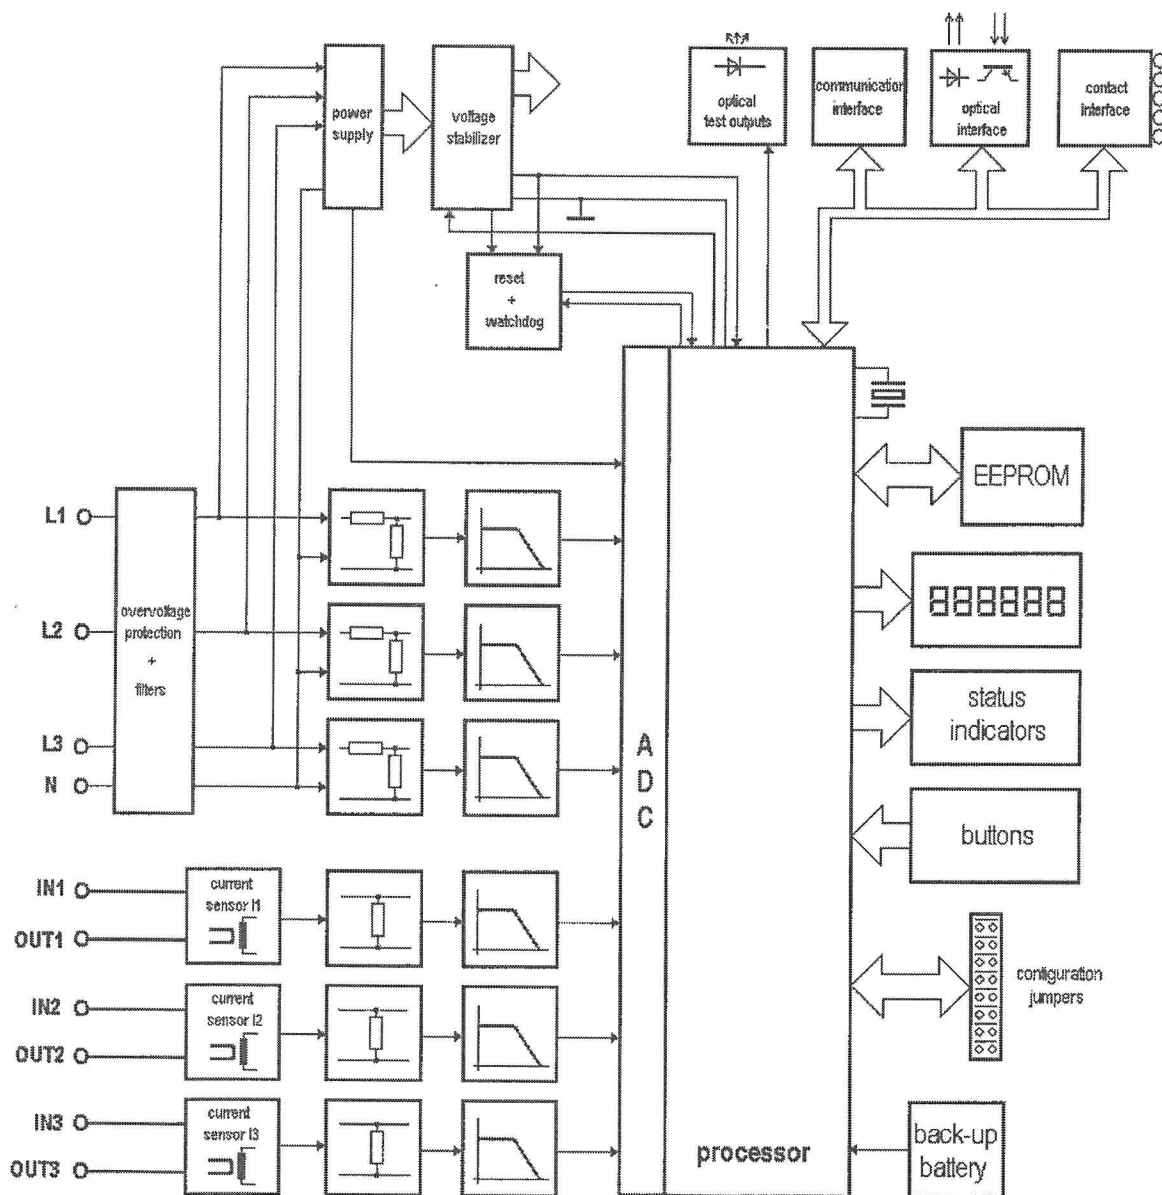 power
supply
voltage
stabilizer
optical
test outputs
communication
interface
optical
interface
contact
interface
reset
+
watchdog
EEPROM
L1
L2
L3
N
overvoltage
protection
+
filters
888888
status
indicators
A
D
C
buttons
IN1
OUT1
current
sensor I1
configuration
jumpers
IN2
OUT2
current
sensor I2
IN3
OUT3
current
sensor I3
processor
back-up
battery